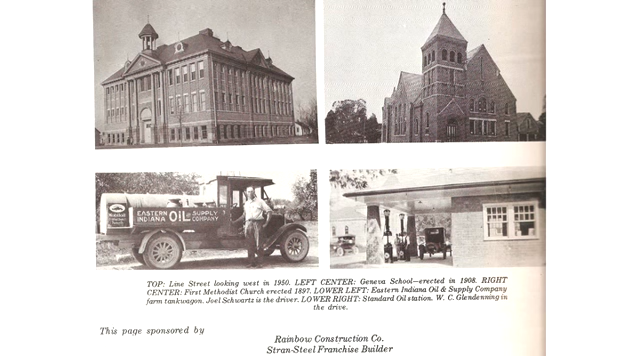 EASTERN OIL SUPPLY
INDIANA COMPANY
TOP: Line Street looking west in 1950. LEFT CENTER: Geneva School—erected in 1908. RIGHT
CENTER: First Methodist Church erected 1897. LOWER LEFT: Eastern Indiana Oil & Supply Company
farm tankwagon. Joel Schwartz is the driver. LOWER RIGHT: Standard Oil station. W. C. Glendenning in
the drive.
This page sponsored by
Rainbow Construction Co.
Stran-Steel Franchise Builder